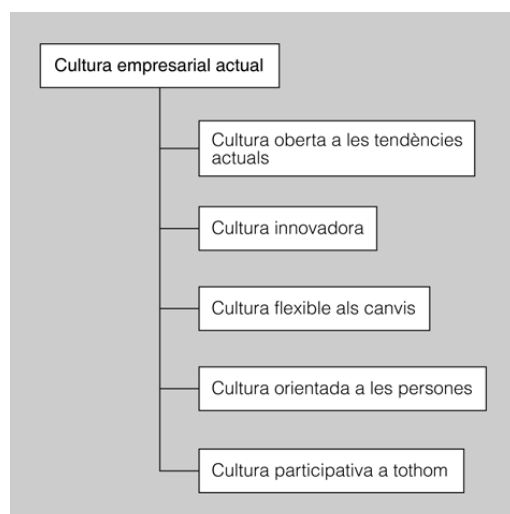 Cultura empresarial actual
Cultura oberta a les tendències
actuals
Cultura innovadora
Cultura flexible als canvis
Cultura orientada a les persones
Cultura participativa a tothom